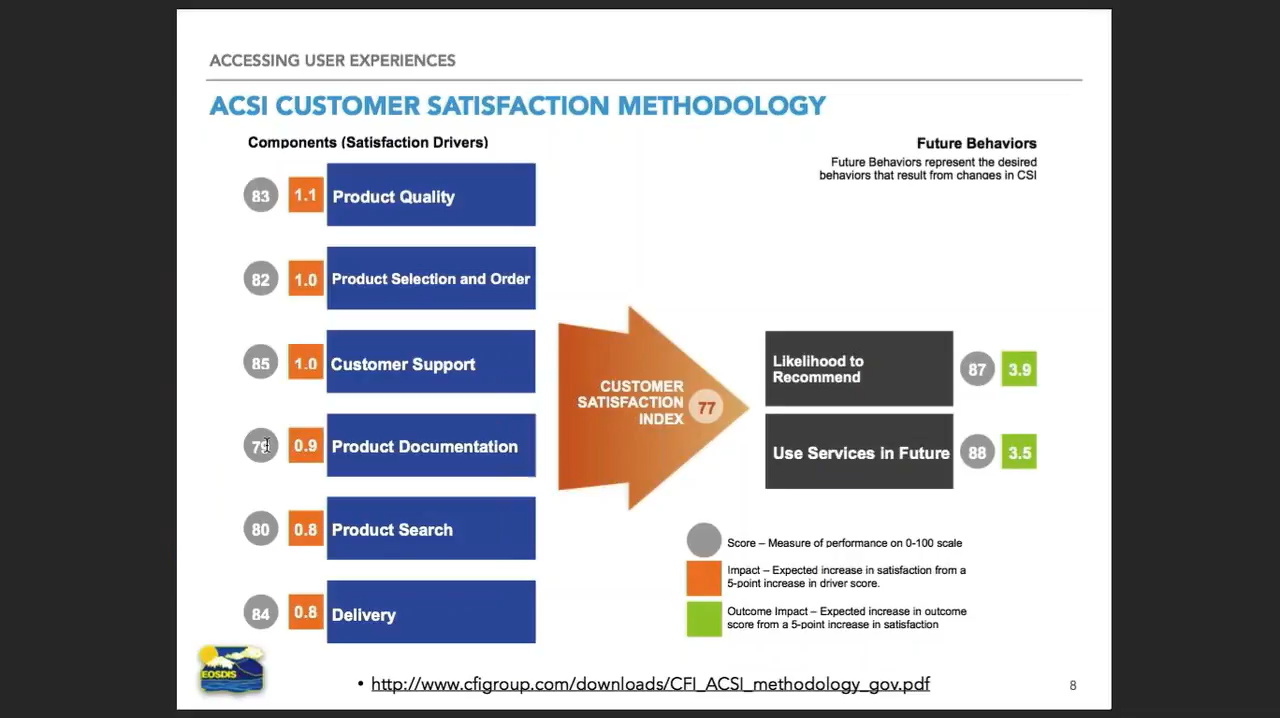 ACCESSING USER EXPERIENCES
ACSI CUSTOMER SATISFACTION METHODOLOGY
Components (Satisfaction Drivers)
83 1.1 Product Quality
82 1.0 Product Selection and Order
85 1.0 Customer Support
0.9 Product Documentation
80 0.8 Product Search
84 0.8 Delivery
CUSTOMER
SATISFACTION
INDEX
77
Future Behaviors
Future Behaviors represent the desired
behaviors that result from changes in CSI
Likelihood to
Recommend
87 3.9
Use Services in Future 88 3.5
Score – Measure of performance on 0-100 scale
Impact – Expected increase in satisfaction from a
5-point increase in driver score.
Outcome Impact – Expected increase in outcome
score from a 5-point increase in satisfaction
EOSDIS
• http://www.cfigroup.com/downloads/CFI_ACSI_methodology_gov.pdf
8